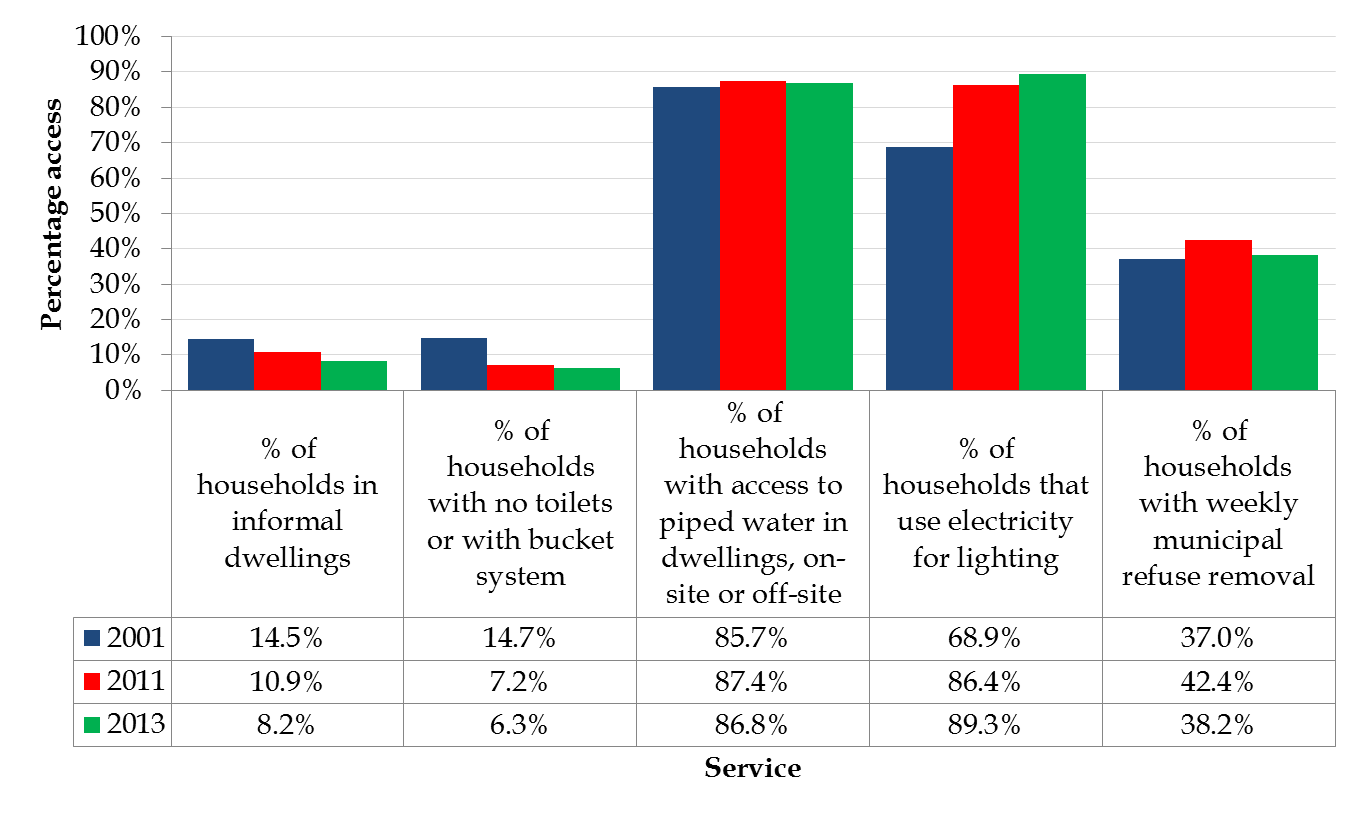 100%
90%
80%
70%
60%
50%
40%
30%
20%
10%
0%
Percentage access
% of
households in
informal
dwellings
% of
households
with no toilets
or with bucket
system
% of
households
with access to
piped water in
dwellings, on-
site or off-site
% of
households that
use electricity
for lighting
% of
households
with weekly
municipal
refuse removal
2001 14.5% 14.7% 85.7% 68.9% 37.0%
2011 10.9% 7.2% 87.4% 86.4% 42.4%
2013 8.2% 6.3% 86.8% 89.3% 38.2%
Service